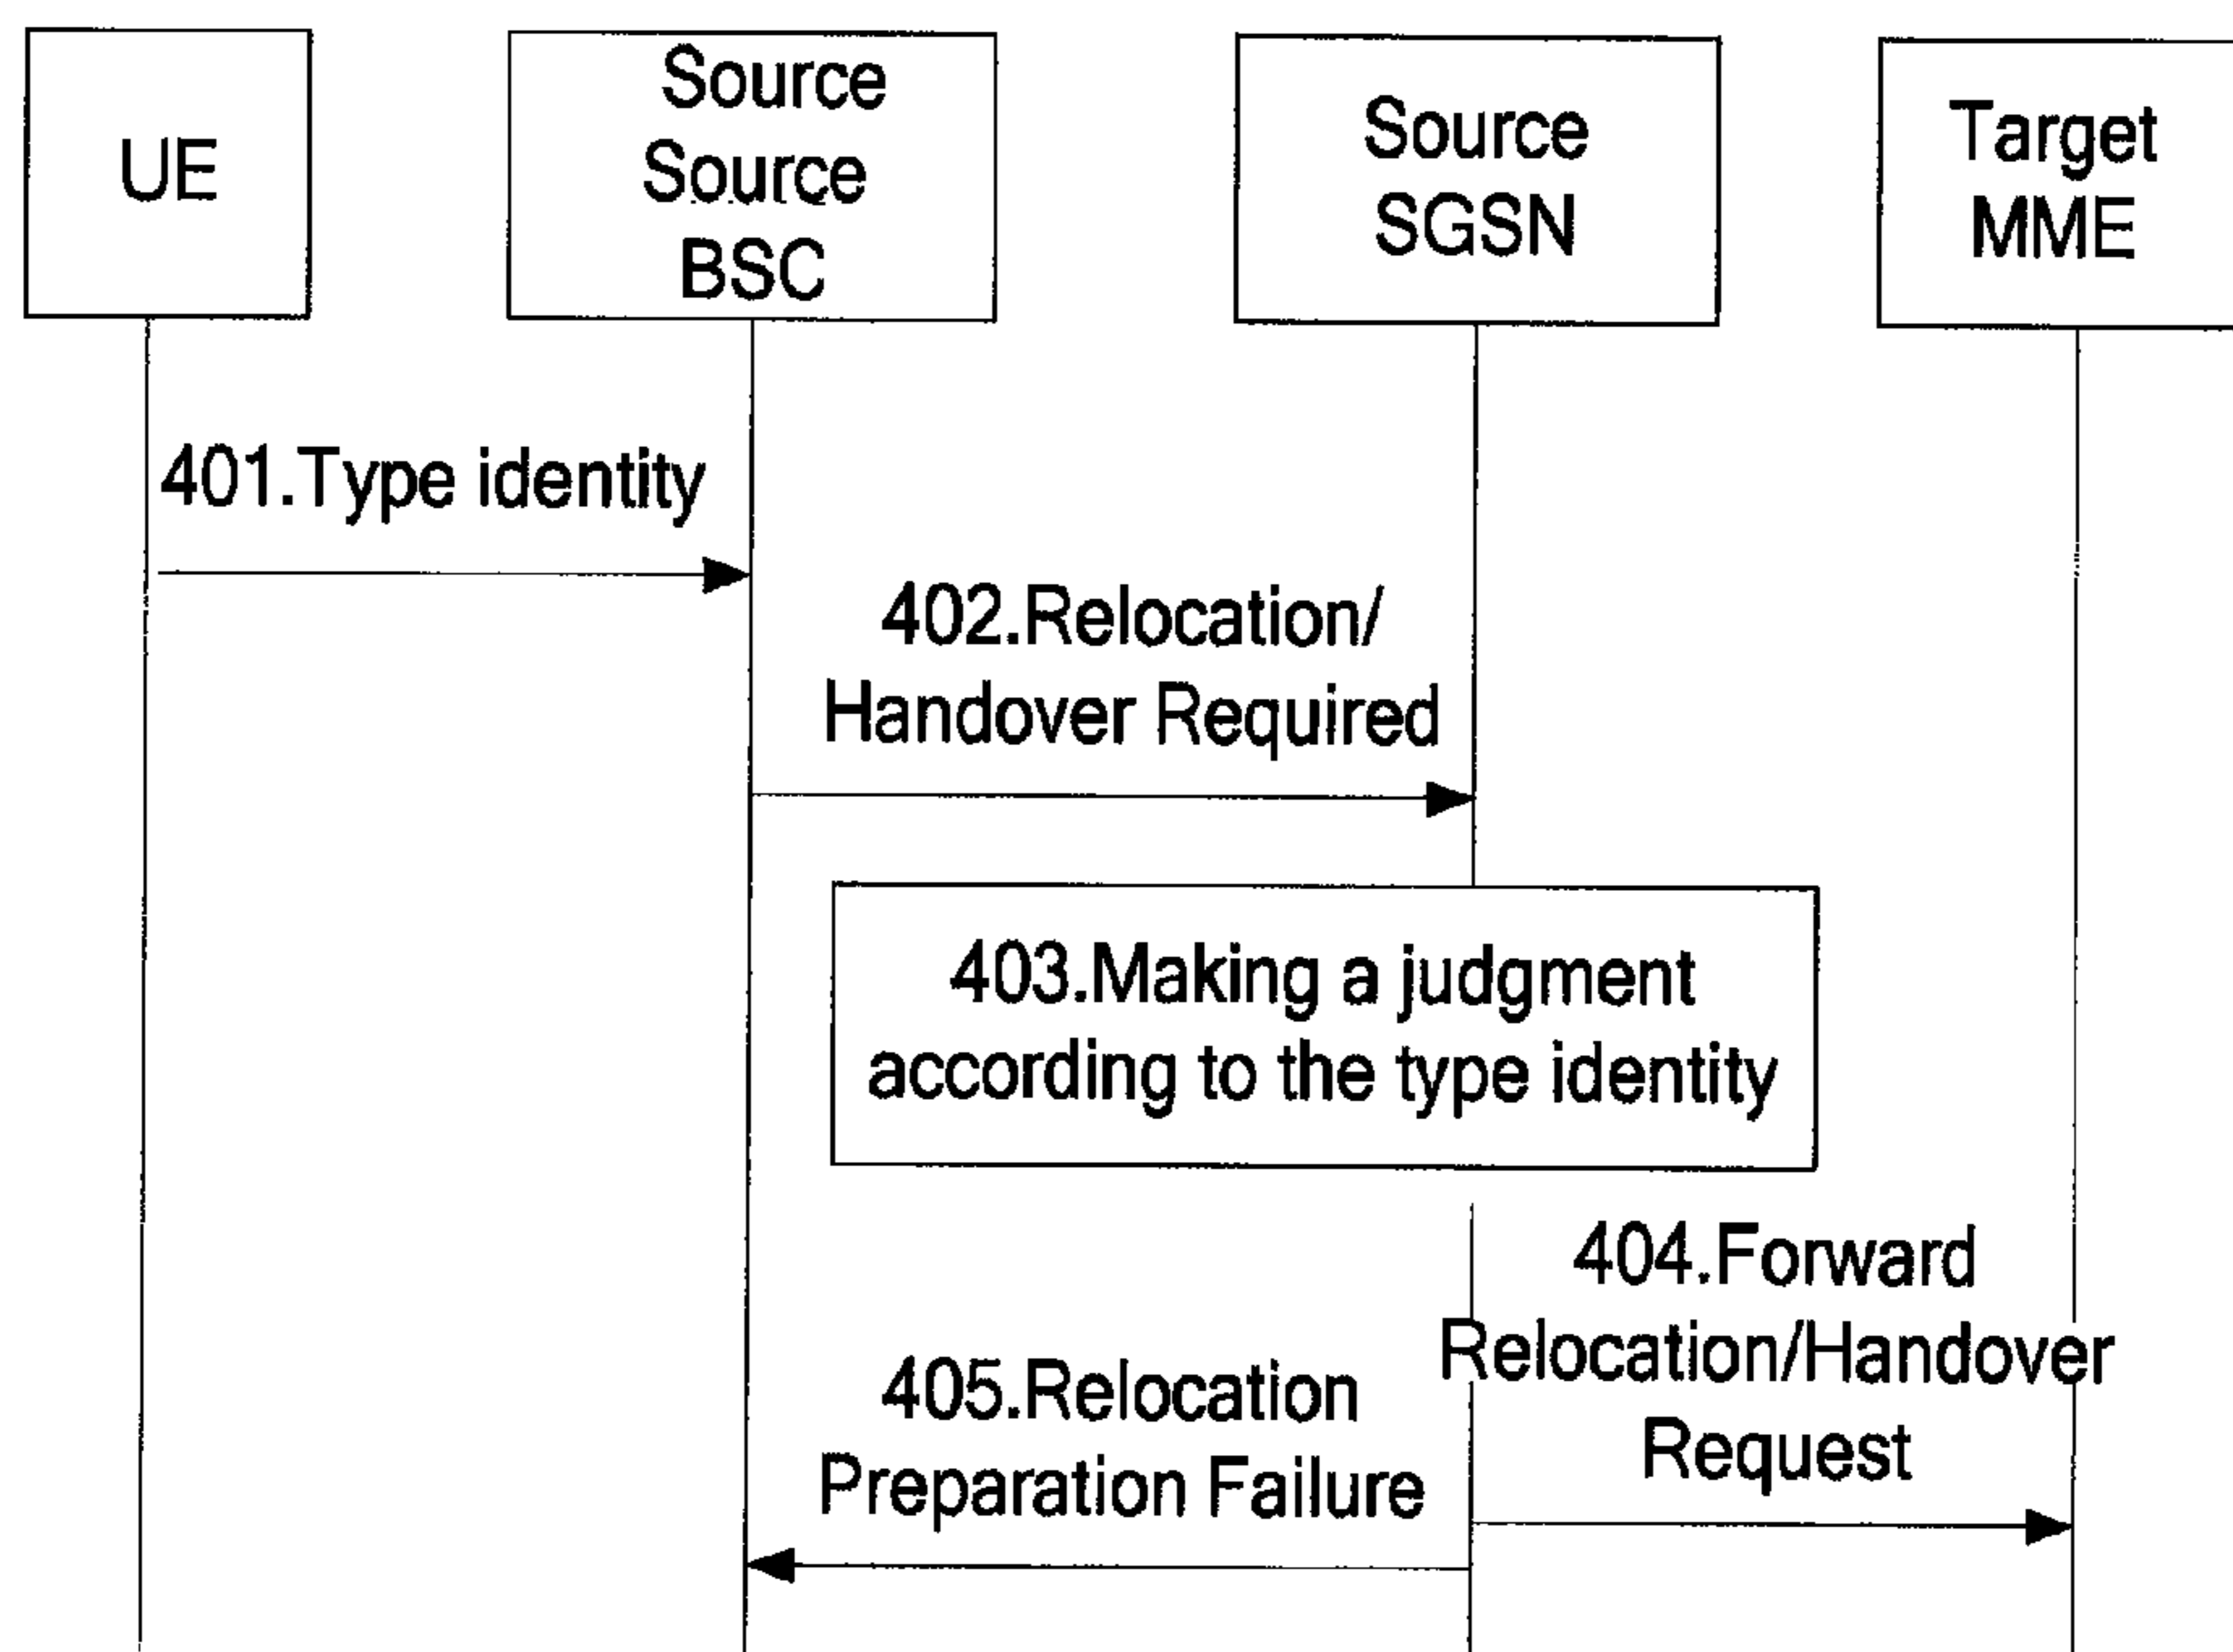 UE
Source
Source
BSC
Source
SGSN
Target
MME
401.Type identity
402.Relocation/
Handover Required
403.Making a judgment
according to the type identity
404.Forward
Relocation/Handover
Request
405.Relocation
Preparation Failure